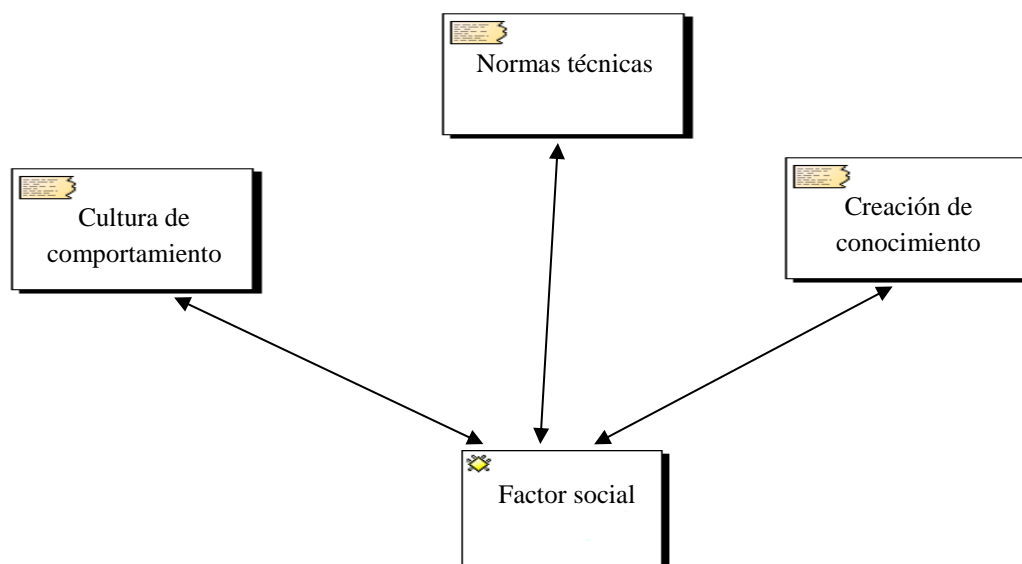 Normas técnicas
Cultura de
comportamiento
Creación de
conocimiento
Factor social